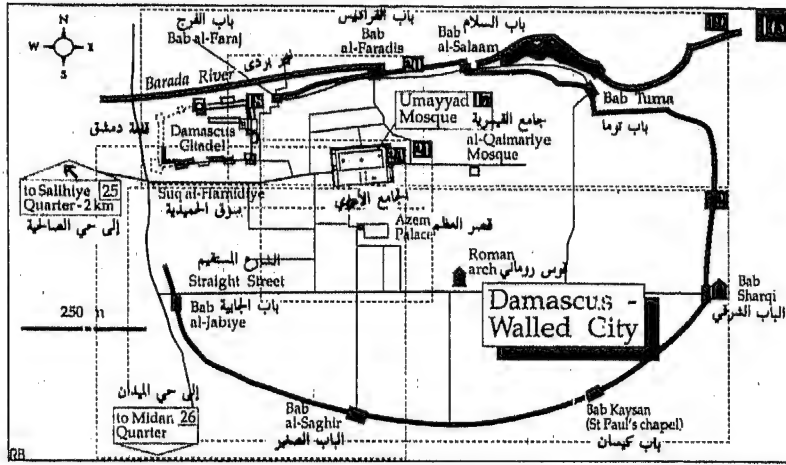 N
W
E
S
باب الفرج
Bab al-Faraj
باب الفراديس
Bab
al-Faradis
باب السلام
Bab
al-Salaam
نهر بردى
Barada River
Bab Tuma
باب توما
قلعة دمشق
Damascus
Citadel
Umayyad
Mosque
جامع القيمرية
al-Qaimariye
Mosque
20
21
to Salihiye 25
Quarter - 2 km
إلى حي الصالحية
Suq al-Hamidiye
سوق الحميدية
الجامع الأموي
Azem
Palace
قصر العظم
الشارع المستقيم
Straight Street
Roman
arch
قوس روماني
Bab
Sharqi
الباب الشرقي
250 m
Bab
al-Jabiye
باب الجابية
Damascus -
Walled City
إلى حي الميدان
to Midan 26
Quarter
Bab
al-Saghir
الباب الصغير
Bab Kaysan
(St Paul's chapel)
باب كيسان
RB